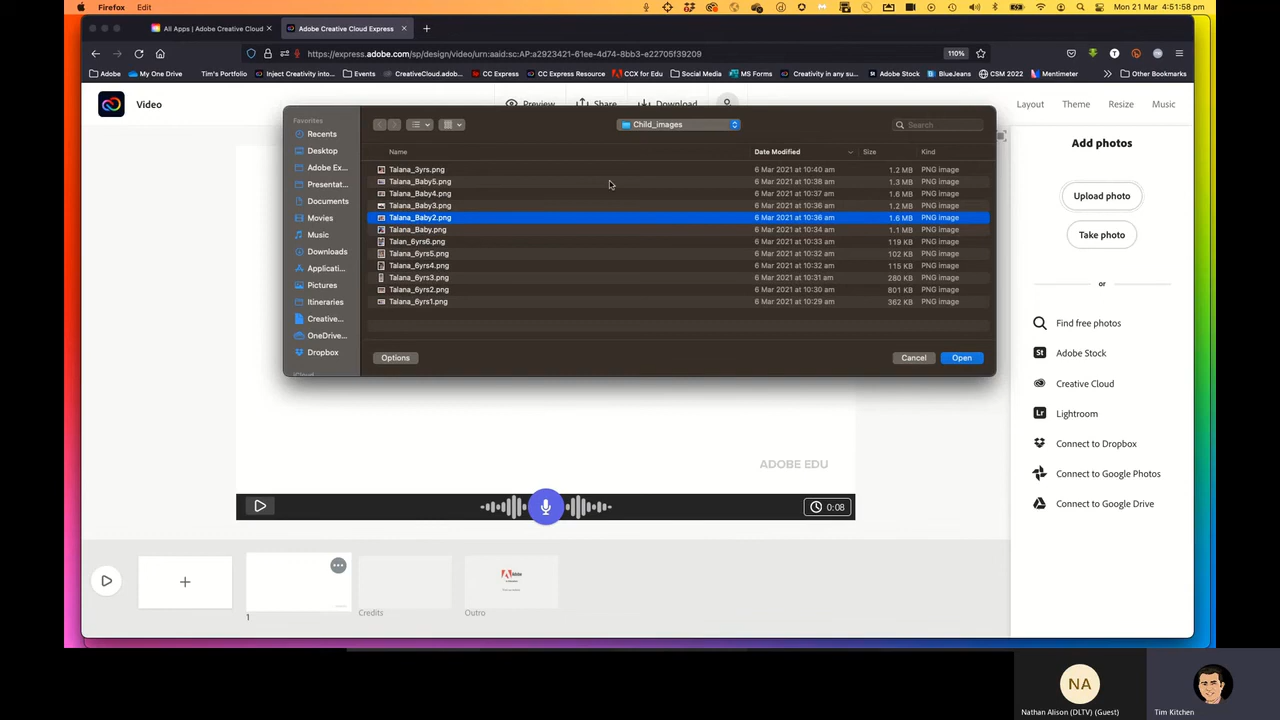 Firefox Edit
Mon 21 Mar 4:51:58 pm
All Apps | Adobe Creative Cloud
Adobe Creative Cloud Express
https://express.adobe.com/sp/design/video/urn:aaid:sc:AP:a2923421-61ee-4d74-8bb3-e22705f39209
110%
Adobe My One Drive Tim's Portfolio Inject Creativity into... Events CreativeCloud.adob... CC Express CC Express Resource CCX for Edu Social Media MS Forms Creativity in any su... Adobe Stock BlueJeans CSM 2022 Mentimeter Other Bookmarks
Video
Preview Share Download
Layout Theme Resize Music
Favorites
Recents
Desktop
Adobe Ex...
Presentat...
Documents
Movies
Music
Downloads
Applicati...
Pictures
Itineraries
Creative...
OneDrive...
Dropbox
iCloud
Child_images
Search
Name Date Modified Size Kind
Talana_3yrs.png 6 Mar 2021 at 10:40 am 1.2 MB PNG image
Talana_Baby5.png 6 Mar 2021 at 10:38 am 1.3 MB PNG image
Talana_Baby4.png 6 Mar 2021 at 10:37 am 1.6 MB PNG image
Talana_Baby3.png 6 Mar 2021 at 10:36 am 1.2 MB PNG image
Talana_Baby2.png 6 Mar 2021 at 10:36 am 1.6 MB PNG image
Talana_Baby.png 6 Mar 2021 at 10:34 am 1.1 MB PNG image
Talan_6yrs6.png 6 Mar 2021 at 10:33 am 119 KB PNG image
Talana_6yrs5.png 6 Mar 2021 at 10:32 am 102 KB PNG image
Talana_6yrs4.png 6 Mar 2021 at 10:32 am 115 KB PNG image
Talana_6yrs3.png 6 Mar 2021 at 10:31 am 280 KB PNG image
Talana_6yrs2.png 6 Mar 2021 at 10:30 am 801 KB PNG image
Talana_6yrs1.png 6 Mar 2021 at 10:29 am 362 KB PNG image
Options
Cancel
Open
Add photos
Upload photo
Take photo
or
Find free photos
St Adobe Stock
Creative Cloud
Lr Lightroom
Connect to Dropbox
Connect to Google Photos
Connect to Google Drive
ADOBE EDU
0:08
1
Credits
Adobe
Outro
NA
Nathan Alison (DLTV) (Guest)
Tim Kitchen